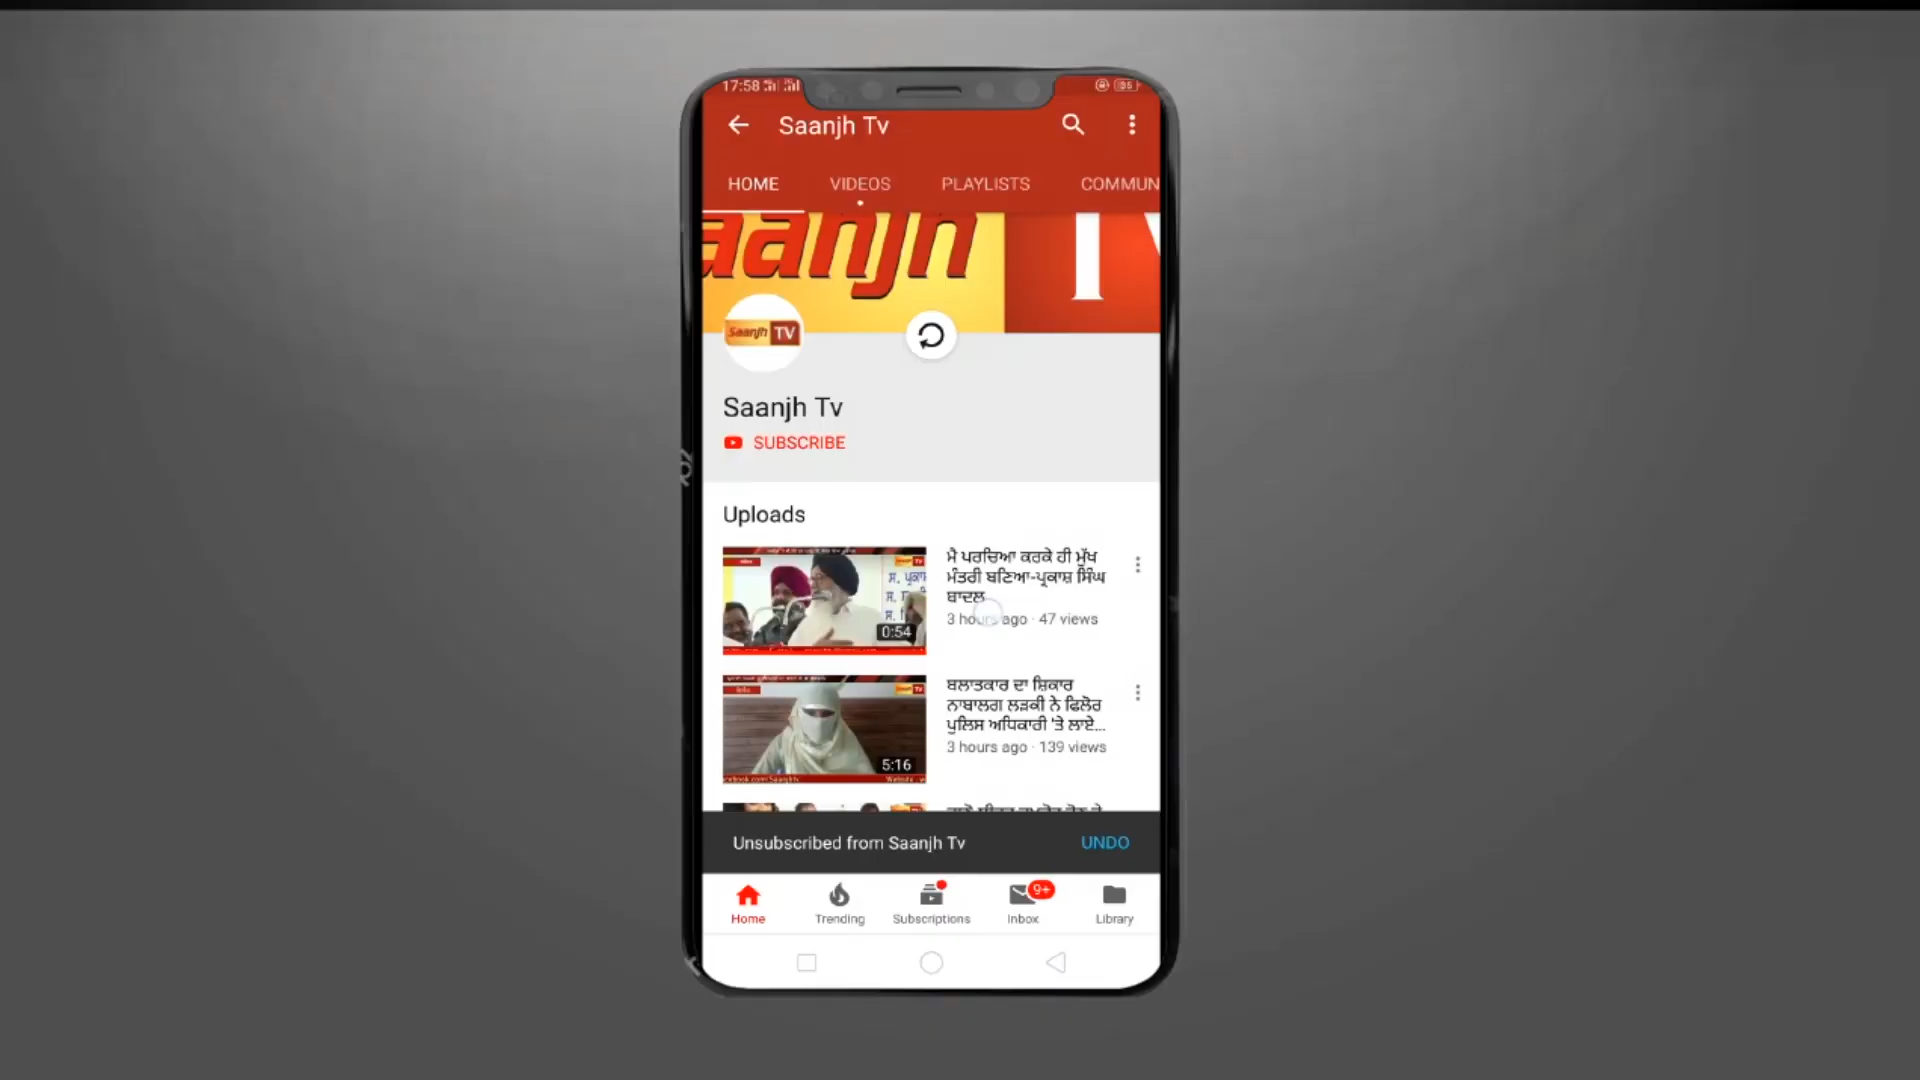 17:58
Saanjh Tv
HOME VIDEOS PLAYLISTS COMMUN
aanjh TV
Saanjh TV
Saanjh Tv
SUBSCRIBE
Uploads
ਮੈ ਪਰਚਿਆ ਕਰਕੇ ਹੀ ਮੁੱਖ
ਮੰਤਰੀ ਬਣਿਆ-ਪ੍ਰਕਾਸ਼ ਸਿੰਘ
ਬਾਦਲ
3 hours ago · 47 views
0:54
ਬਲਾਤਕਾਰ ਦਾ ਸ਼ਿਕਾਰ
ਨਾਬਾਲਗ ਲੜਕੀ ਨੇ ਫਿਲੋਰ
ਪੁਲਿਸ ਅਧਿਕਾਰੀ 'ਤੇ ਲਾਏ...
3 hours ago · 139 views
5:16
Unsubscribed from Saanjh Tv UNDO
9+
Home Trending Subscriptions Inbox Library